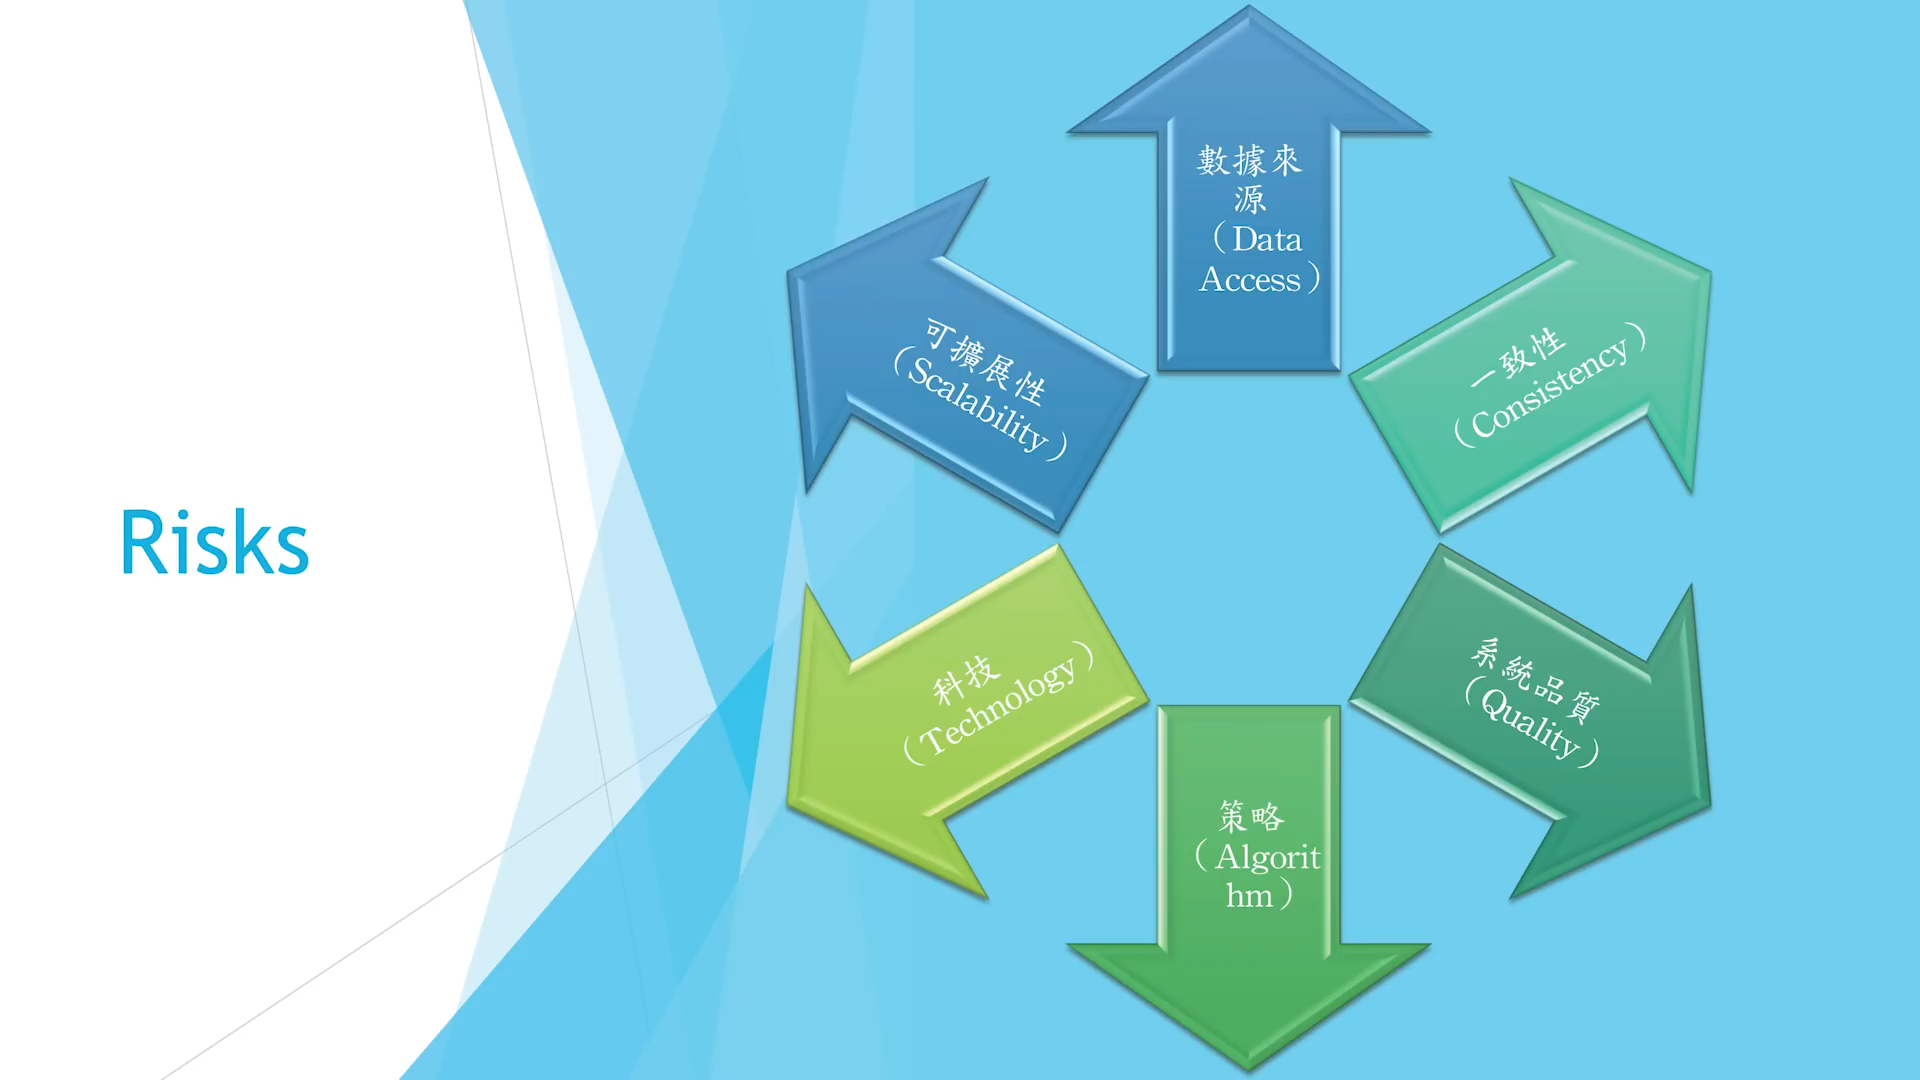 Risks
數據來
源
（Data
Access）
一致性
（Consistency）
系統品質
（Quality）
策略
（Algorit
hm）
科技
（Technology）
可擴展性
（Scalability）